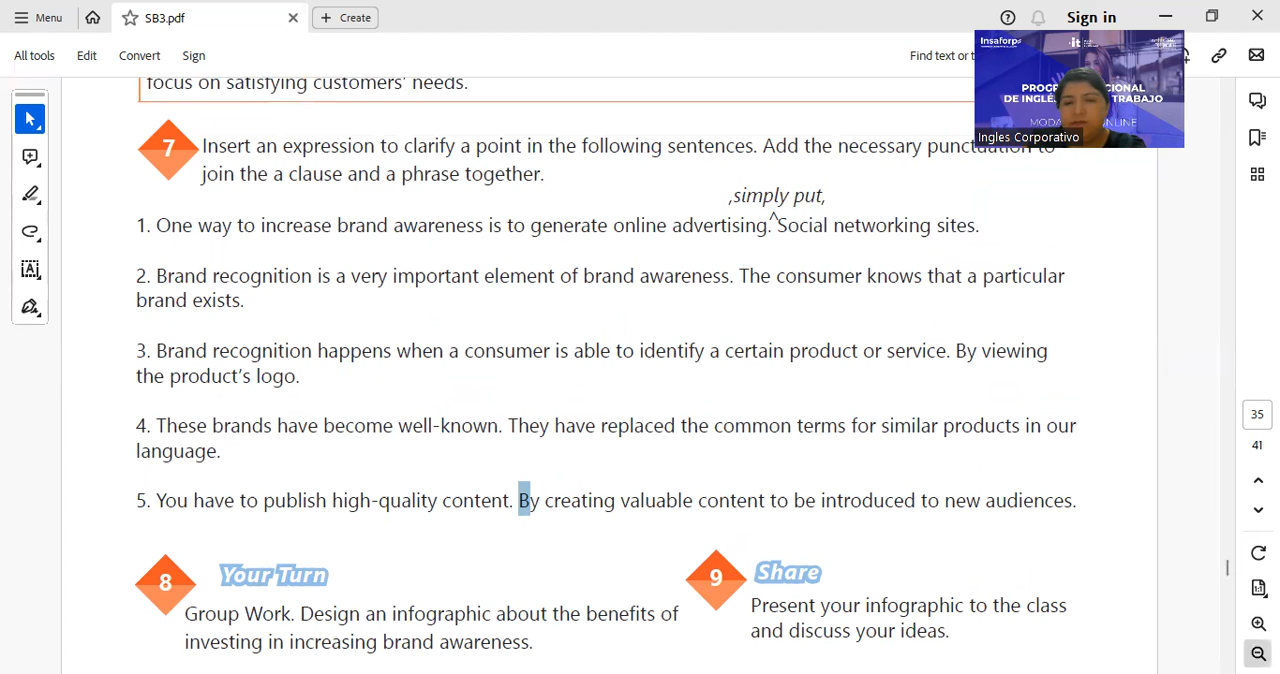 Menu
SB3.pdf
Create
Sign in
All tools
Edit
Convert
Sign
Find text or t
Insaforp
PROGR
CIONAL
DE INGLÉ
TRABAJO
MODA
ONLINE
Ingles Corporativo
focus on satisfying customers' needs.
7
Insert an expression to clarify a point in the following sentences. Add the necessary punctuation to
join the a clause and a phrase together.
,simply put,
1. One way to increase brand awareness is to generate online advertising.^Social networking sites.
2. Brand recognition is a very important element of brand awareness. The consumer knows that a particular
brand exists.
3. Brand recognition happens when a consumer is able to identify a certain product or service. By viewing
the product's logo.
4. These brands have become well-known. They have replaced the common terms for similar products in our
language.
5. You have to publish high-quality content. By creating valuable content to be introduced to new audiences.
8
Your Turn
Group Work. Design an infographic about the benefits of
investing in increasing brand awareness.
9
Share
Present your infographic to the class
and discuss your ideas.
35
41